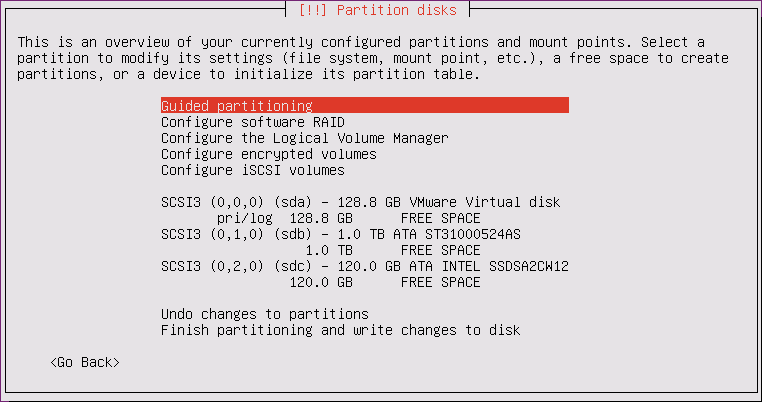 [!!] Partition disks
This is an overview of your currently configured partitions and mount points. Select a
partition to modify its settings (file system, mount point, etc.), a free space to create
partitions, or a device to initialize its partition table.
Guided partitioning
Configure software RAID
Configure the Logical Volume Manager
Configure encrypted volumes
Configure iSCSI volumes
SCSI3 (0,0,0) (sda) – 128.8 GB VMware Virtual disk
pri/log 128.8 GB FREE SPACE
SCSI3 (0,1,0) (sdb) – 1.0 TB ATA ST31000524AS
1.0 TB FREE SPACE
SCSI3 (0,2,0) (sdc) – 120.0 GB ATA INTEL SSDSA2CW12
120.0 GB FREE SPACE
Undo changes to partitions
Finish partitioning and write changes to disk
<Go Back>